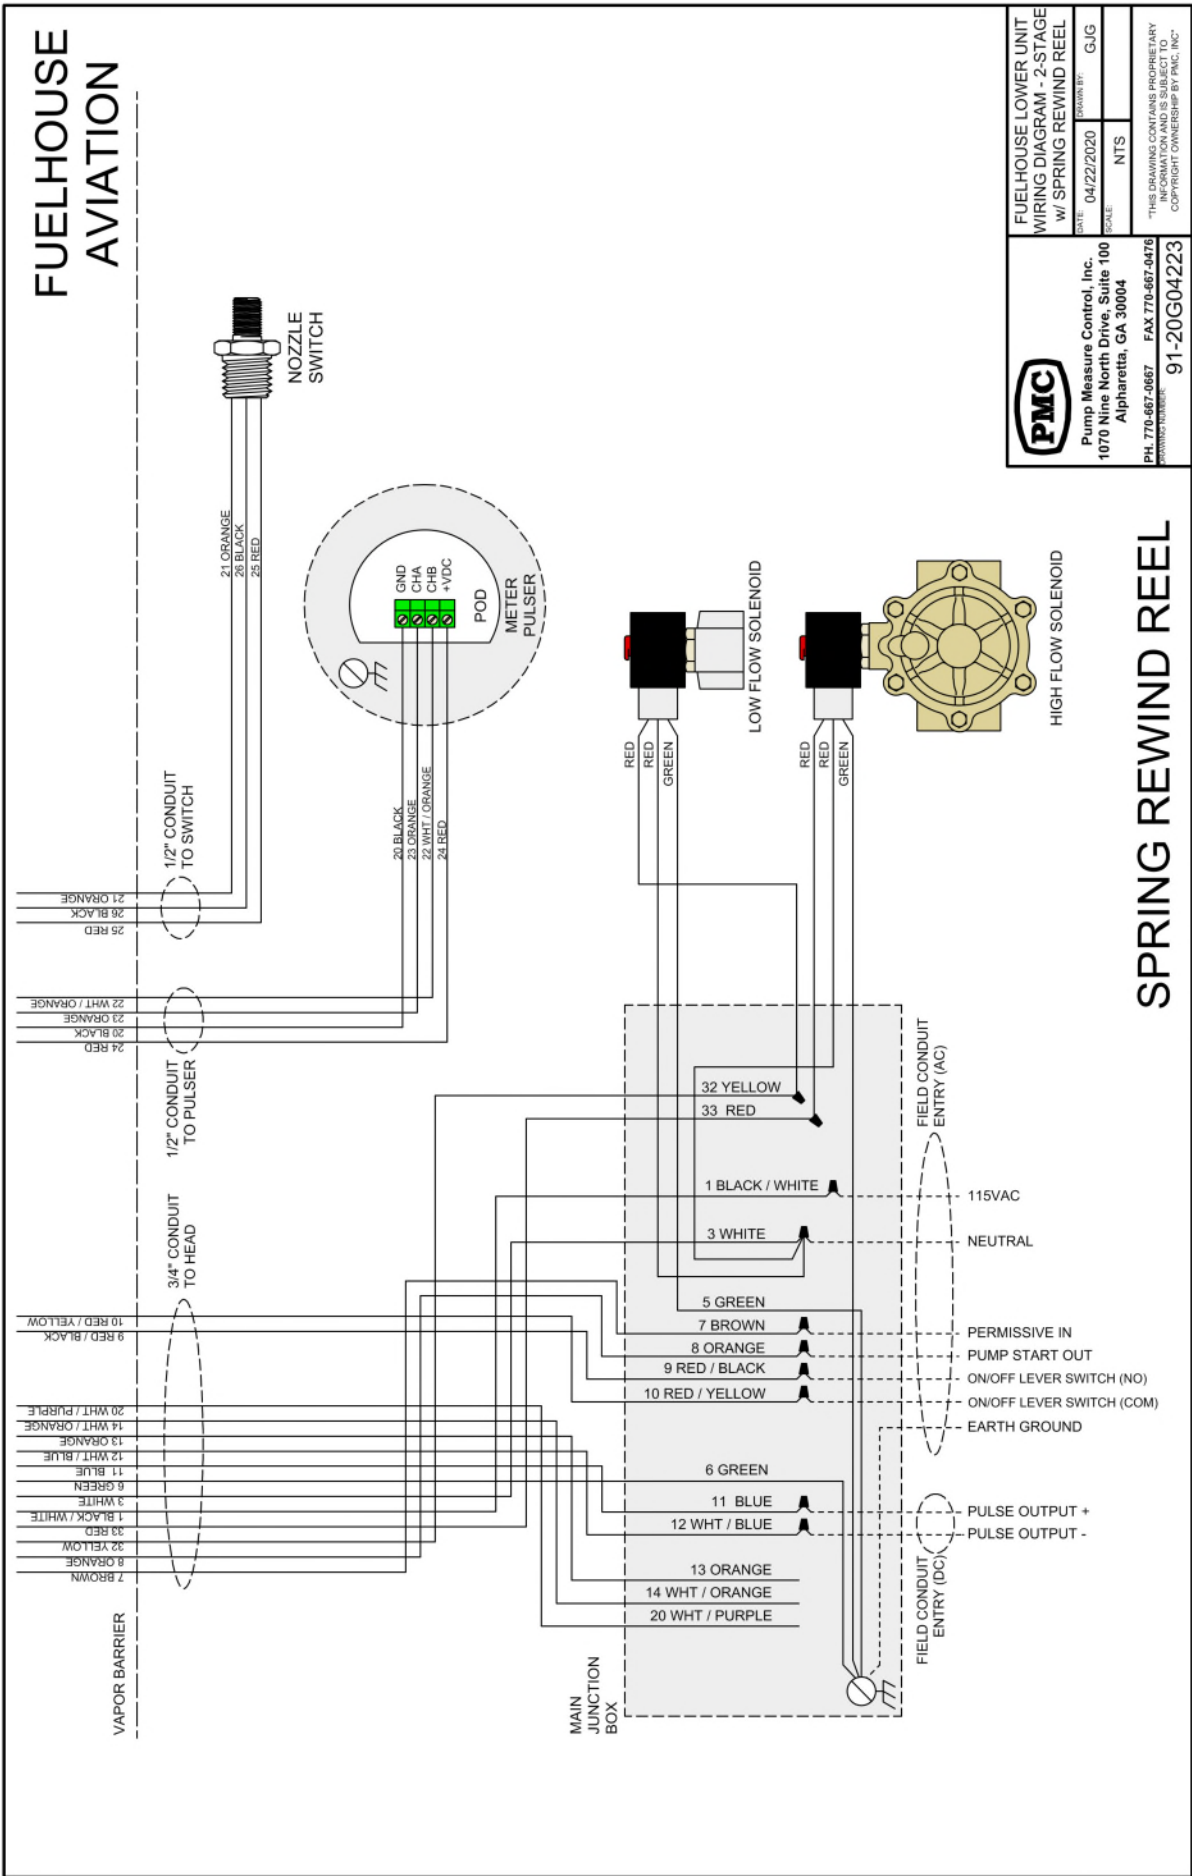 FUELHOUSE
AVIATION
NOZZLE
SWITCH
21 ORANGE
26 BLACK
25 RED
1/2" CONDUIT
TO SWITCH
21 ORANGE
26 BLACK
25 RED
GND
CHA
CHB
+VDC
POD
METER
PULSER
20 BLACK
23 ORANGE
22 WHT / ORANGE
24 RED
22 WHT / ORANGE
23 ORANGE
20 BLACK
24 RED
1/2" CONDUIT
TO PULSER
3/4" CONDUIT
TO HEAD
10 RED / YELLOW
9 RED / BLACK
20 WHT / PURPLE
14 WHT / ORANGE
13 ORANGE
12 WHT / BLUE
11 BLUE
6 GREEN
3 WHITE
1 BLACK / WHITE
33 RED
32 YELLOW
8 ORANGE
7 BROWN
VAPOR BARRIER
LOW FLOW SOLENOID
RED
RED
GREEN
HIGH FLOW SOLENOID
RED
RED
GREEN
MAIN
JUNCTION
BOX
32 YELLOW
33 RED
1 BLACK / WHITE
3 WHITE
5 GREEN
7 BROWN
8 ORANGE
9 RED / BLACK
10 RED / YELLOW
6 GREEN
11 BLUE
12 WHT / BLUE
13 ORANGE
14 WHT / ORANGE
20 WHT / PURPLE
FIELD CONDUIT
ENTRY (AC)
115VAC
NEUTRAL
PERMISSIVE IN
PUMP START OUT
ON/OFF LEVER SWITCH (NO)
ON/OFF LEVER SWITCH (COM)
EARTH GROUND
PULSE OUTPUT +
PULSE OUTPUT -
FIELD CONDUIT
ENTRY (DC)
SPRING REWIND REEL
PMC
Pump Measure Control, Inc.
1070 Nine North Drive, Suite 100
Alpharetta, GA 30004
PH. 770-667-0667 FAX 770-667-0476
DRAWING NUMBER:
91-20G04223
FUELHOUSE LOWER UNIT
WIRING DIAGRAM - 2-STAGE
w/ SPRING REWIND REEL
DATE: 04/22/2020
DRAWN BY: GJG
SCALE: NTS
"THIS DRAWING CONTAINS PROPRIETARY
INFORMATION AND IS SUBJECT TO
COPYRIGHT OWNERSHIP BY PMC, INC"